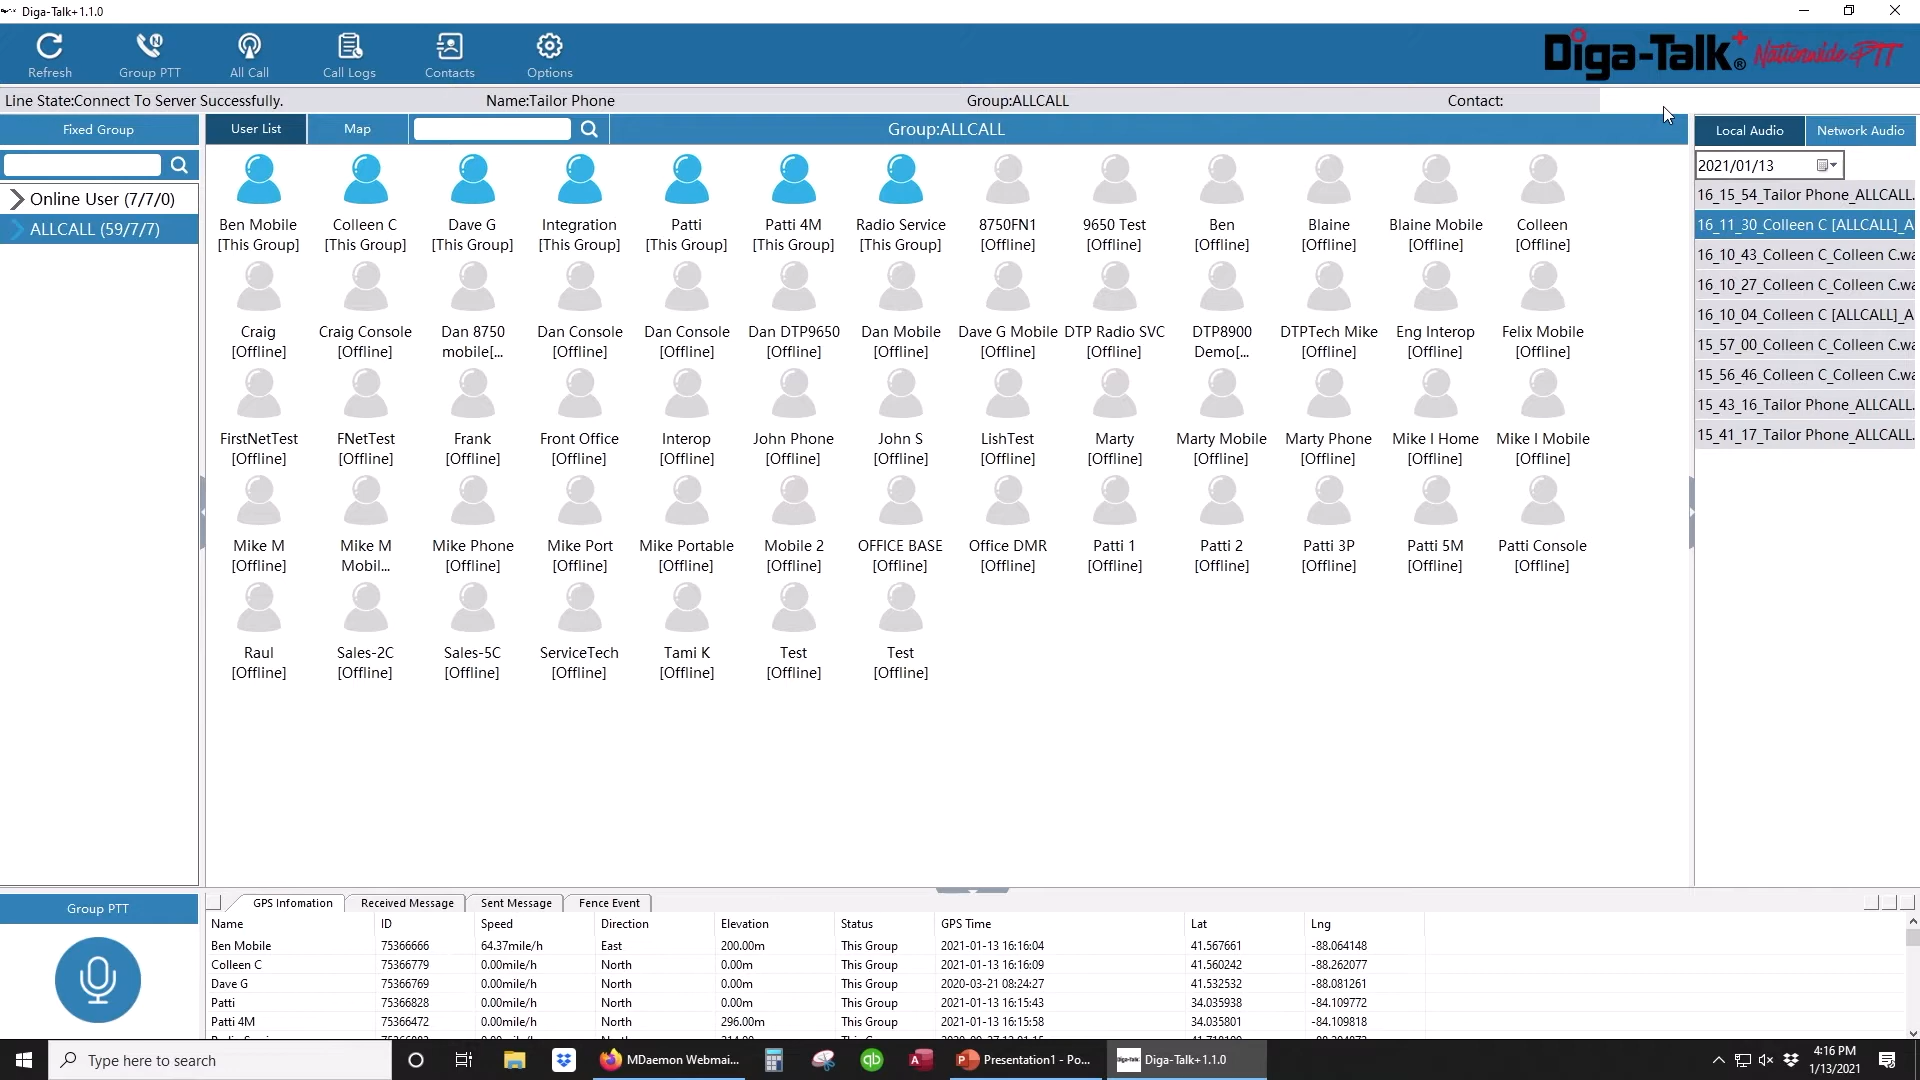 Diga-Talk+1.1.0
Refresh
Group PTT
All Call
Call Logs
Contacts
Options
Diga-Talk+® Nationwide PTT
Line State:Connect To Server Successfully.
Name:Tailor Phone
Group:ALLCALL
Contact:
Fixed Group
User List
Map
Group:ALLCALL
Local Audio
Network Audio
2021/01/13
Online User (7/7/0)
ALLCALL (59/7/7)
Ben Mobile [This Group]
Colleen C [This Group]
Dave G [This Group]
Integration [This Group]
Patti [This Group]
Patti 4M [This Group]
Radio Service [This Group]
8750FN1 [Offline]
9650 Test [Offline]
Ben [Offline]
Blaine [Offline]
Blaine Mobile [Offline]
Colleen [Offline]
Craig [Offline]
Craig Console [Offline]
Dan 8750 mobile[...
Dan Console [Offline]
Dan Console [Offline]
Dan DTP9650 [Offline]
Dan Mobile [Offline]
Dave G Mobile [Offline]
DTP Radio SVC [Offline]
DTP8900 Demo[...
DTPTech Mike [Offline]
Eng Interop [Offline]
Felix Mobile [Offline]
FirstNetTest [Offline]
FNetTest [Offline]
Frank [Offline]
Front Office [Offline]
Interop [Offline]
John Phone [Offline]
John S [Offline]
LishTest [Offline]
Marty [Offline]
Marty Mobile [Offline]
Marty Phone [Offline]
Mike I Home [Offline]
Mike I Mobile [Offline]
Mike M [Offline]
Mike M Mobil...
Mike Phone [Offline]
Mike Port [Offline]
Mike Portable [Offline]
Mobile 2 [Offline]
OFFICE BASE [Offline]
Office DMR [Offline]
Patti 1 [Offline]
Patti 2 [Offline]
Patti 3P [Offline]
Patti 5M [Offline]
Patti Console [Offline]
Raul [Offline]
Sales-2C [Offline]
Sales-5C [Offline]
ServiceTech [Offline]
Tami K [Offline]
Test [Offline]
Test [Offline]
16_15_54_Tailor Phone_ALLCALL.
16_11_30_Colleen C [ALLCALL]_A
16_10_43_Colleen C_Colleen C.wa
16_10_27_Colleen C_Colleen C.wa
16_10_04_Colleen C [ALLCALL]_A
15_57_00_Colleen C_Colleen C.wa
15_56_46_Colleen C_Colleen C.wa
15_43_16_Tailor Phone_ALLCALL.
15_41_17_Tailor Phone_ALLCALL.
Group PTT
GPS Infomation
Received Message
Sent Message
Fence Event
Name ID Speed Direction Elevation Status GPS Time Lat Lng
Ben Mobile 75366666 64.37mile/h East 200.00m This Group 2021-01-13 16:16:04 41.567661 -88.064148
Colleen C 75366779 0.00mile/h North 0.00m This Group 2021-01-13 16:16:09 41.560242 -88.262077
Dave G 75366769 0.00mile/h North 0.00m This Group 2020-03-21 08:24:27 41.532532 -88.081261
Patti 75366828 0.00mile/h North 0.00m This Group 2021-01-13 16:15:43 34.035938 -84.109772
Patti 4M 75366472 0.00mile/h North 296.00m This Group 2021-01-13 16:15:58 34.035801 -84.109818
Type here to search
MDaemon Webmai...
Presentation1 - Po...
Diga-Talk+1.1.0
4:16 PM
1/13/2021